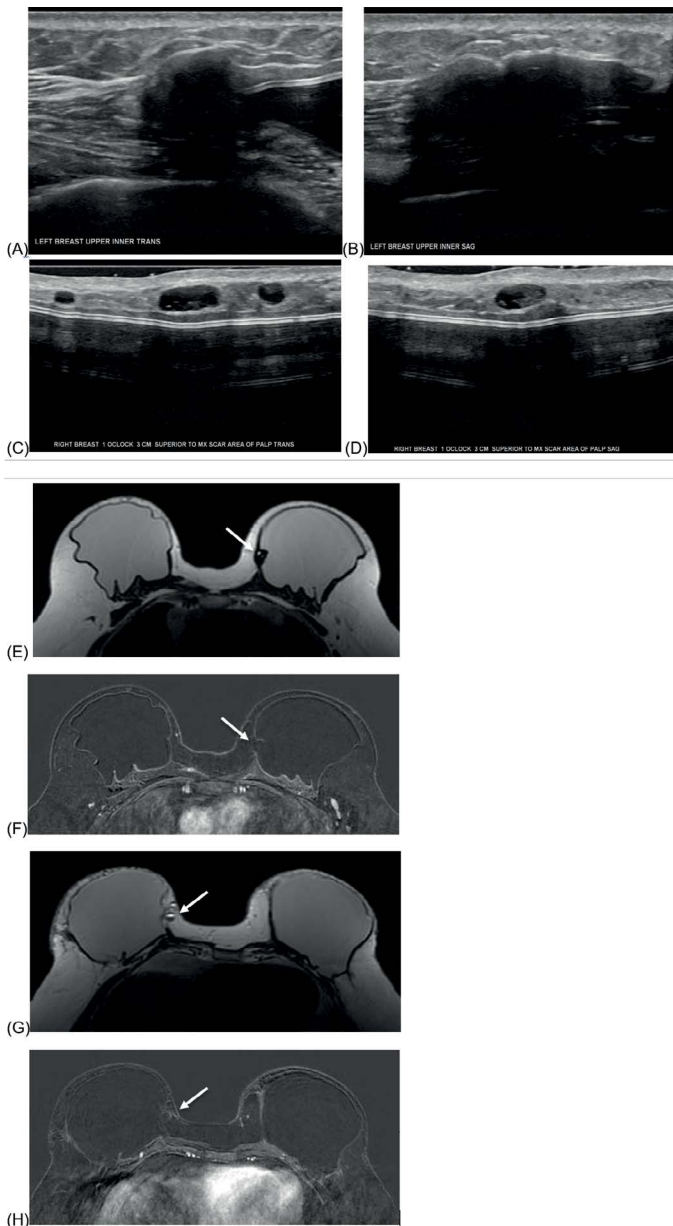 (A)
LEFT BREAST UPPER INNER TRANS
(B)
LEFT BREAST UPPER INNER SAG
(C)
RIGHT BREAST 1 OCLOCK 3 CM SUPERIOR TO MX SCAR AREA OF PALP TRANS
(D)
RIGHT BREAST 1 OCLOCK 3 CM SUPERIOR TO MX SCAR AREA OF PALP SAG
(E)
(F)
(G)
(H)